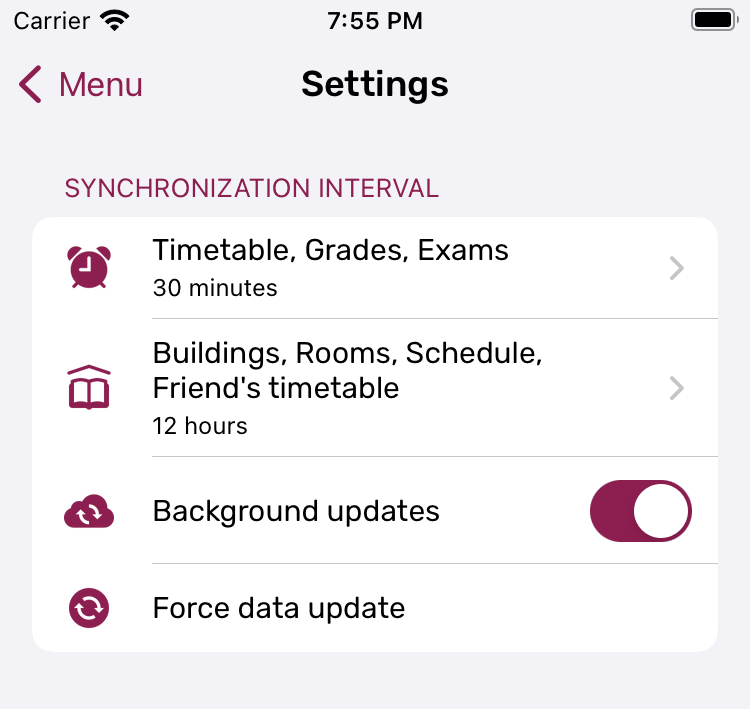 Carrier 7:55 PM
Menu Settings
SYNCHRONIZATION INTERVAL
Timetable, Grades, Exams
30 minutes
Buildings, Rooms, Schedule,
Friend's timetable
12 hours
Background updates
Force data update